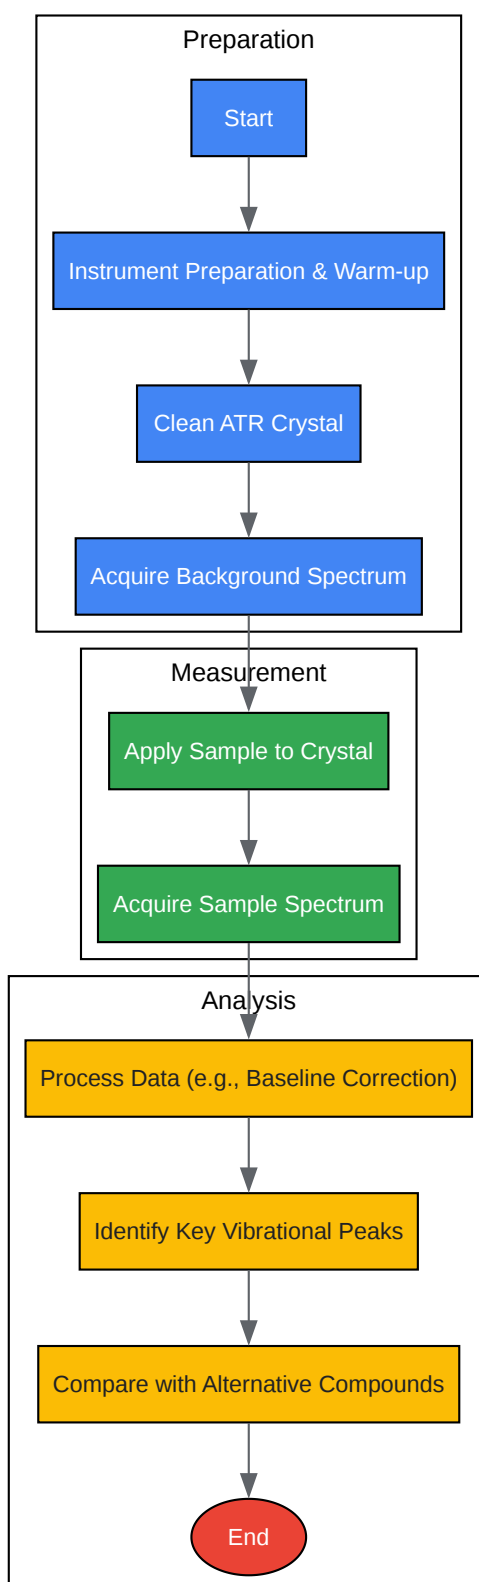 Preparation
Start
Instrument Preparation & Warm-up
Clean ATR Crystal
Acquire Background Spectrum
Measurement
Apply Sample to Crystal
Acquire Sample Spectrum
Analysis
Process Data (e.g., Baseline Correction)
Identify Key Vibrational Peaks
Compare with Alternative Compounds
End